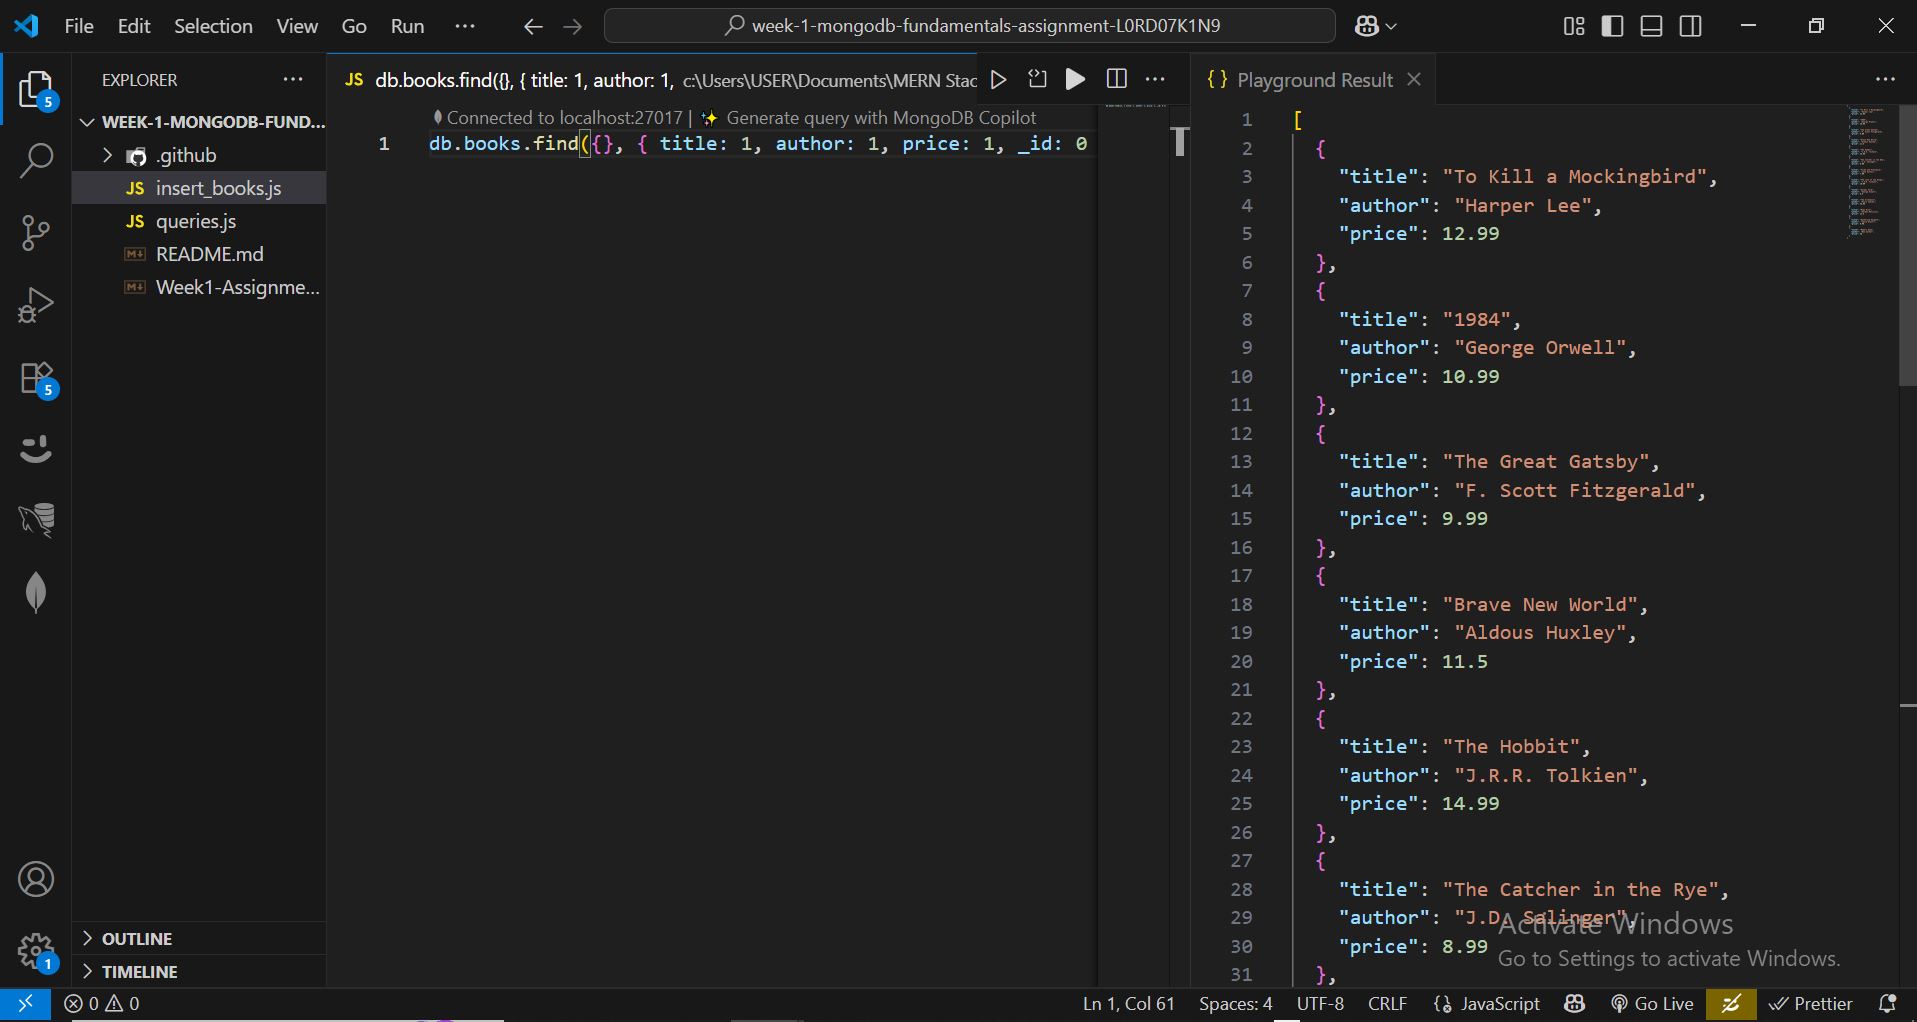 File Edit Selection View Go Run ··· week-1-mongodb-fundamentals-assignment-L0RD07K1N9
EXPLORER ···
WEEK-1-MONGODB-FUND...
.github
JS insert_books.js
JS queries.js
README.md
Week1-Assignme...
OUTLINE
TIMELINE
JS db.books.find({}, { title: 1, author: 1, c:\Users\USER\Documents\MERN Stac
Connected to localhost:27017 | ✨ Generate query with MongoDB Copilot
1 db.books.find({}, { title: 1, author: 1, price: 1, _id: 0
{} Playground Result
1 [
2 {
3 "title": "To Kill a Mockingbird",
4 "author": "Harper Lee",
5 "price": 12.99
6 },
7 {
8 "title": "1984",
9 "author": "George Orwell",
10 "price": 10.99
11 },
12 {
13 "title": "The Great Gatsby",
14 "author": "F. Scott Fitzgerald",
15 "price": 9.99
16 },
17 {
18 "title": "Brave New World",
19 "author": "Aldous Huxley",
20 "price": 11.5
21 },
22 {
23 "title": "The Hobbit",
24 "author": "J.R.R. Tolkien",
25 "price": 14.99
26 },
27 {
28 "title": "The Catcher in the Rye",
29 "author": "J.D. Salinger",
30 "price": 8.99
31 },
Activate Windows
Go to Settings to activate Windows.
5
5
1
0 0
Ln 1, Col 61 Spaces: 4 UTF-8 CRLF JavaScript Go Live Prettier